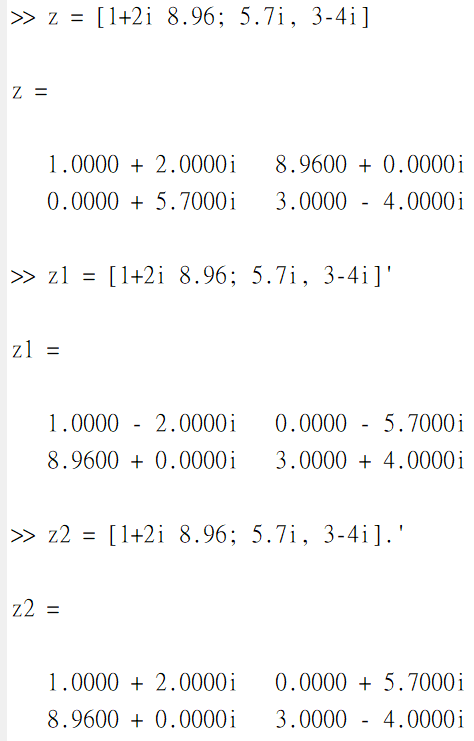 >> z = [1+2i 8.96; 5.7i, 3-4i]
z =
1.0000 + 2.0000i   8.9600 + 0.0000i
0.0000 + 5.7000i   3.0000 - 4.0000i
>> z1 = [1+2i 8.96; 5.7i, 3-4i]'
z1 =
1.0000 - 2.0000i   0.0000 - 5.7000i
8.9600 + 0.0000i   3.0000 + 4.0000i
>> z2 = [1+2i 8.96; 5.7i, 3-4i].'
z2 =
1.0000 + 2.0000i   0.0000 + 5.7000i
8.9600 + 0.0000i   3.0000 - 4.0000i